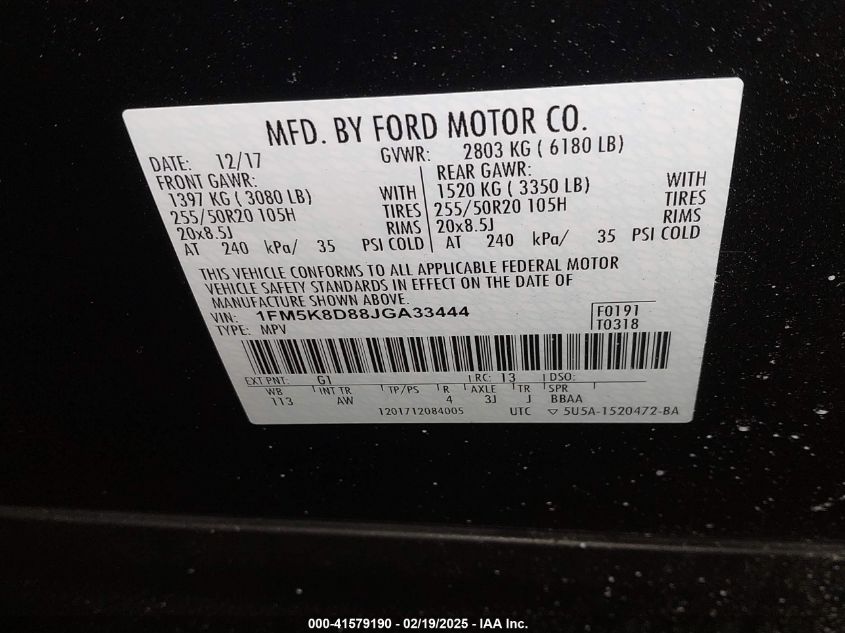 MFD. BY FORD MOTOR CO.
DATE: 12/17 GVWR: 2803 KG ( 6180 LB)
FRONT GAWR: REAR GAWR:
1397 KG ( 3080 LB) WITH 1520 KG ( 3350 LB) WITH
255/50R20 105H TIRES 255/50R20 105H TIRES
20x8.5J RIMS 20x8.5J RIMS
AT 240 kPa/ 35 PSI COLD AT 240 kPa/ 35 PSI COLD
THIS VEHICLE CONFORMS TO ALL APPLICABLE FEDERAL MOTOR
VEHICLE SAFETY STANDARDS IN EFFECT ON THE DATE OF
MANUFACTURE SHOWN ABOVE.
VIN: 1FM5K8D88JGA33444 F0191
TYPE: MPV T0318
EXT PNT: G1 RC: 13 DSO:
WB INT TR TP/PS R AXLE TR SPR
113 AW 4 3J J BBAA
1201712084005 UTC ▽ 5U5A-1520472-BA
000-41579190 - 02/19/2025 - IAA Inc.